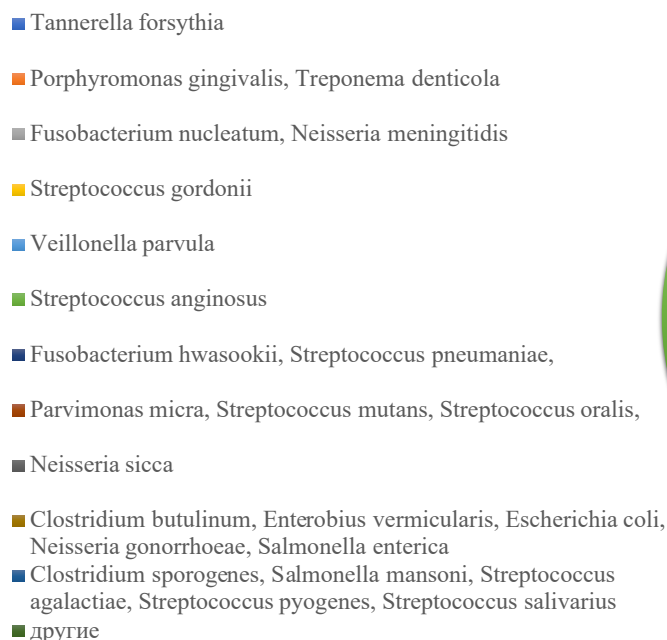 Tannerella forsythia
Porphyromonas gingivalis, Treponema denticola
Fusobacterium nucleatum, Neisseria meningitidis
Streptococcus gordonii
Veillonella parvula
Streptococcus anginosus
Fusobacterium hwasookii, Streptococcus pneumaniae,
Parvimonas micra, Streptococcus mutans, Streptococcus oralis,
Neisseria sicca
Clostridium butulinum, Enterobius vermicularis, Escherichia coli,
Neisseria gonorrhoeae, Salmonella enterica
Clostridium sporogenes, Salmonella mansoni, Streptococcus
agalactiae, Streptococcus pyogenes, Streptococcus salivarius
другие